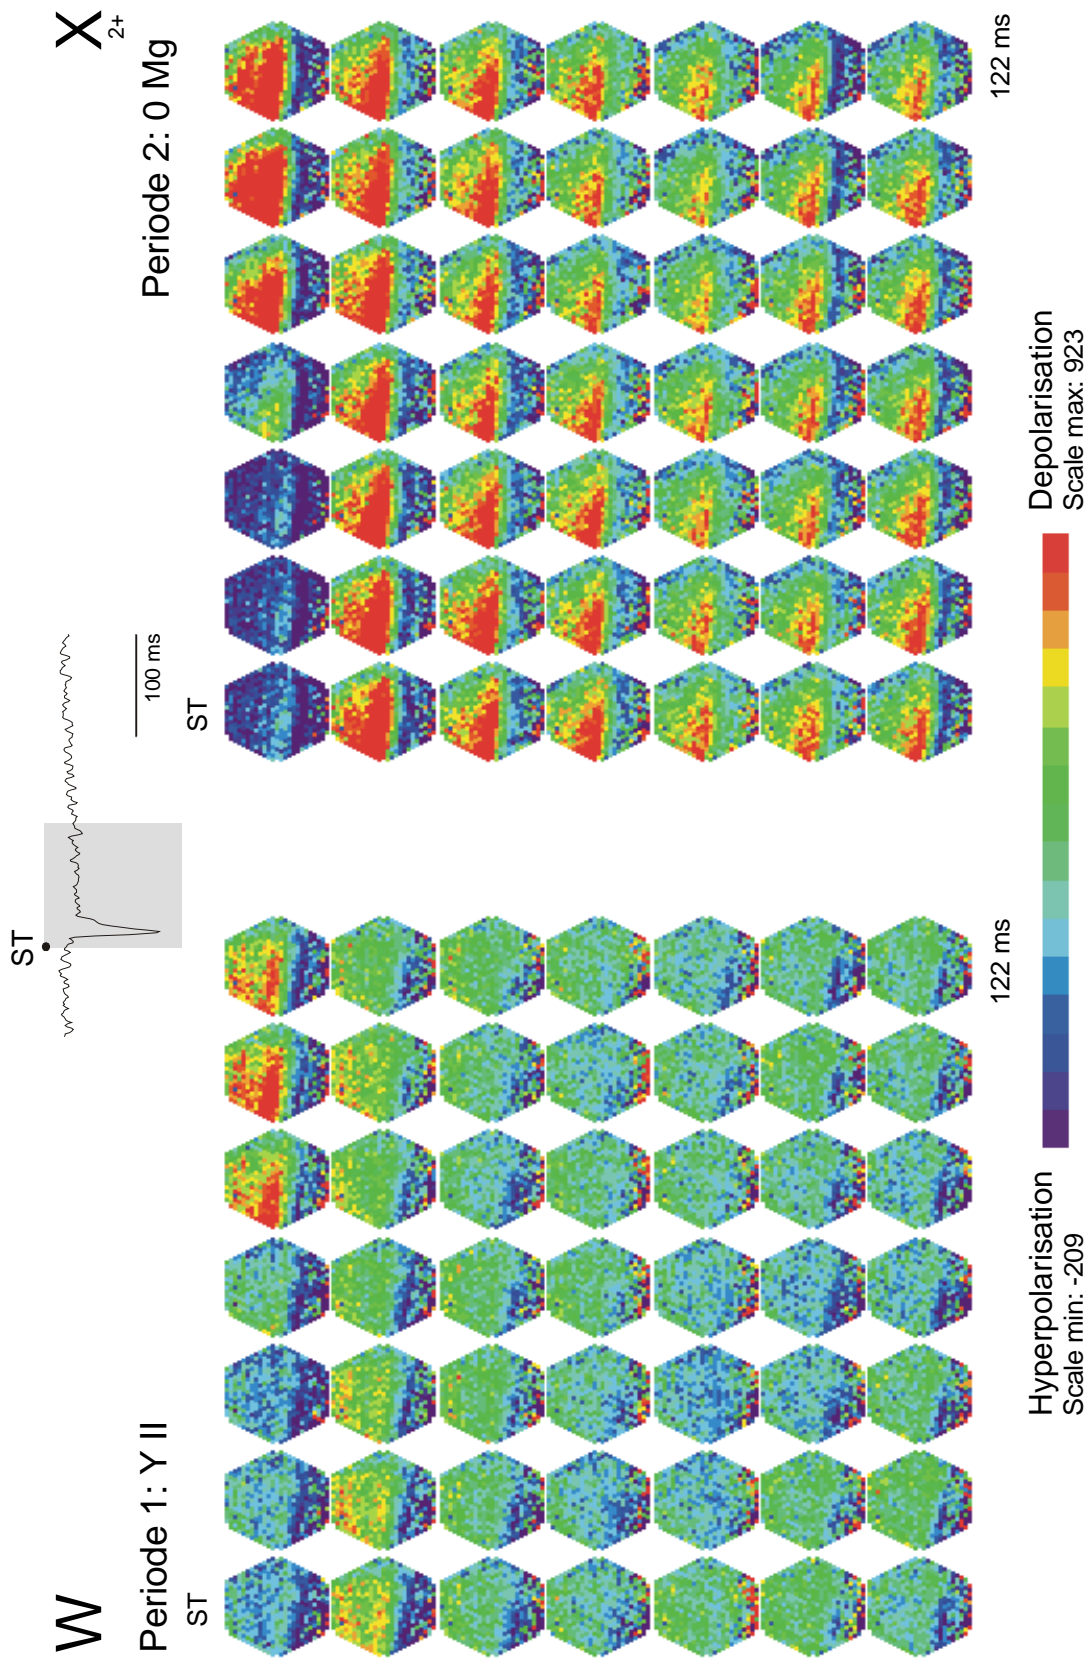 W
Periode 1: Y II
ST
122 ms
ST
100 ms
X
Periode 2: 0 Mg
2+
ST
122 ms
Hyperpolarisation
Scale min: -209
Depolarisation
Scale max: 923